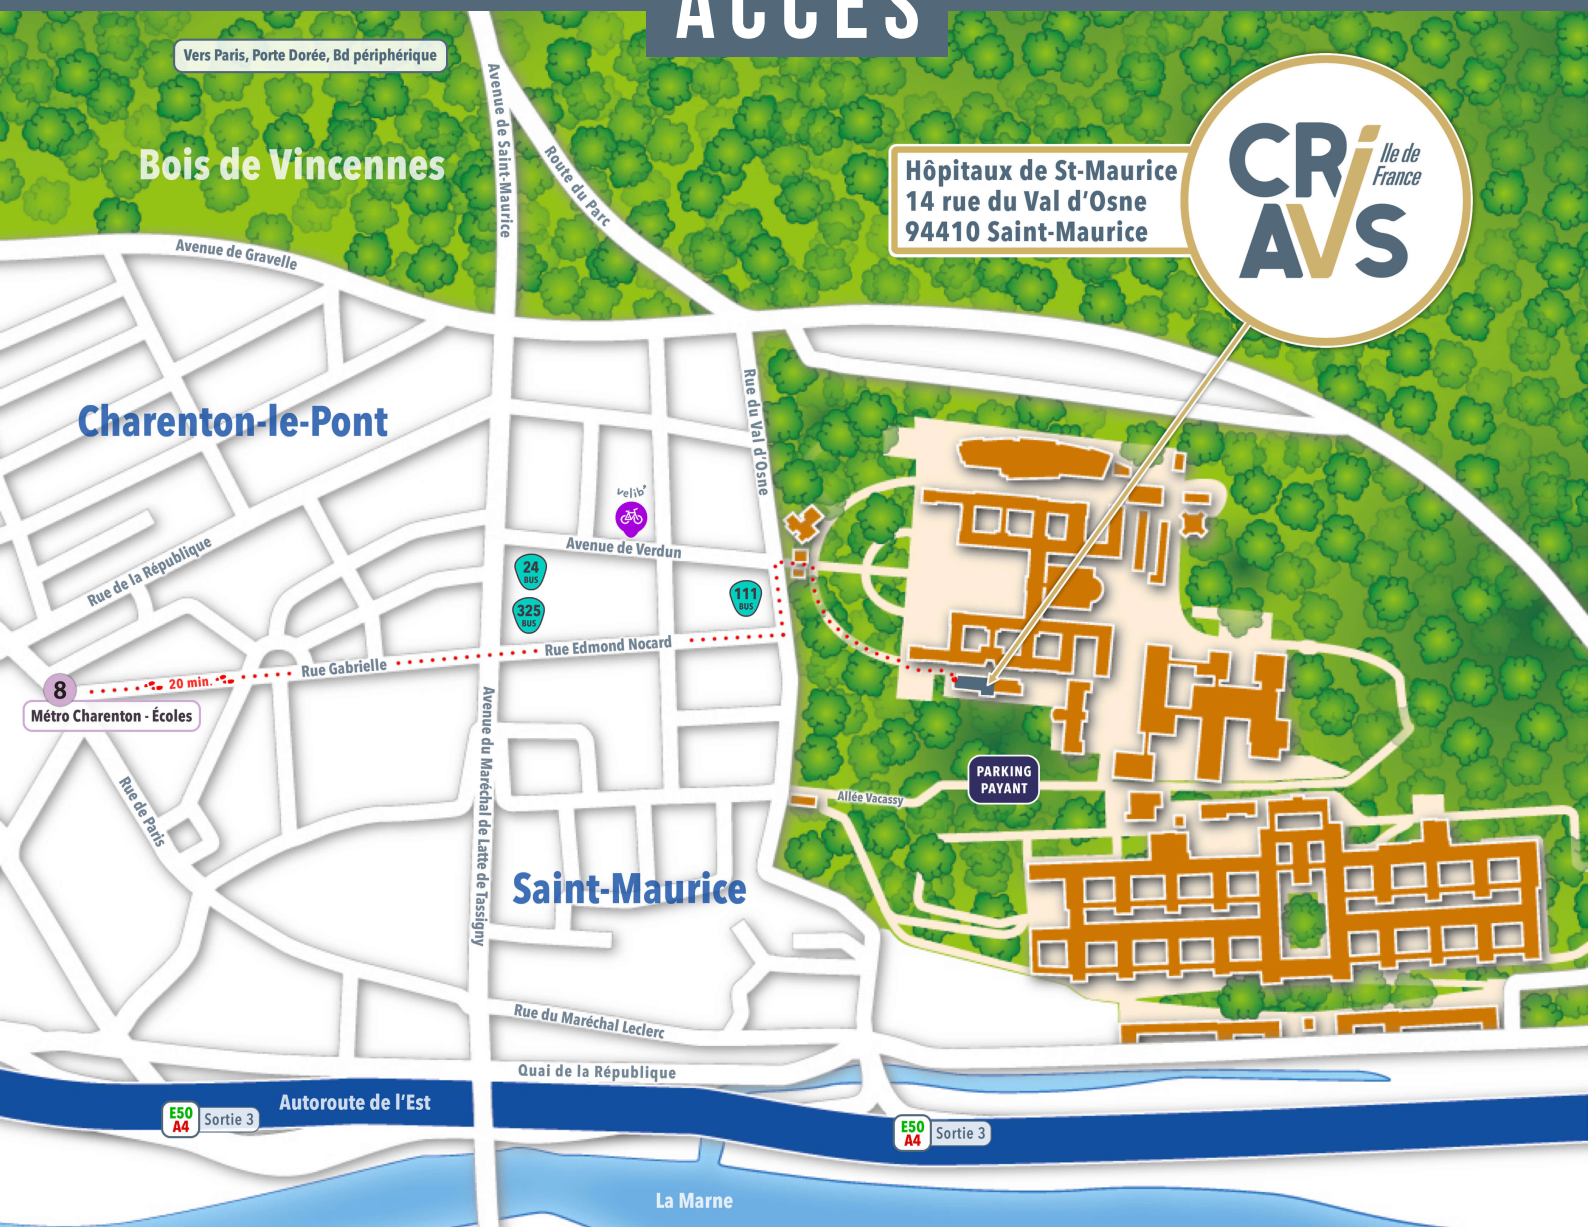 ACCÈS
Vers Paris, Porte Dorée, Bd périphérique
Bois de Vincennes
Avenue de Saint-Maurice
Route du Parc
Hôpitaux de St-Maurice
14 rue du Val d'Osne
94410 Saint-Maurice
CRi
Ile de
France
AVS
Avenue de Gravelle
Charenton-le-Pont
Rue du Val d'Osne
velib'
Avenue de Verdun
Rue de la République
24
BUS
325
BUS
111
BUS
Rue Edmond Nocard
Rue Gabrielle
20 min.
8
Métro Charenton - Écoles
Avenue du Maréchal de Latte de Tassigny
Rue de Paris
PARKING
PAYANT
Allée Vacassy
Saint-Maurice
Rue du Maréchal Leclerc
Quai de la République
Autoroute de l'Est
E50
A4
Sortie 3
E50
A4
Sortie 3
La Marne